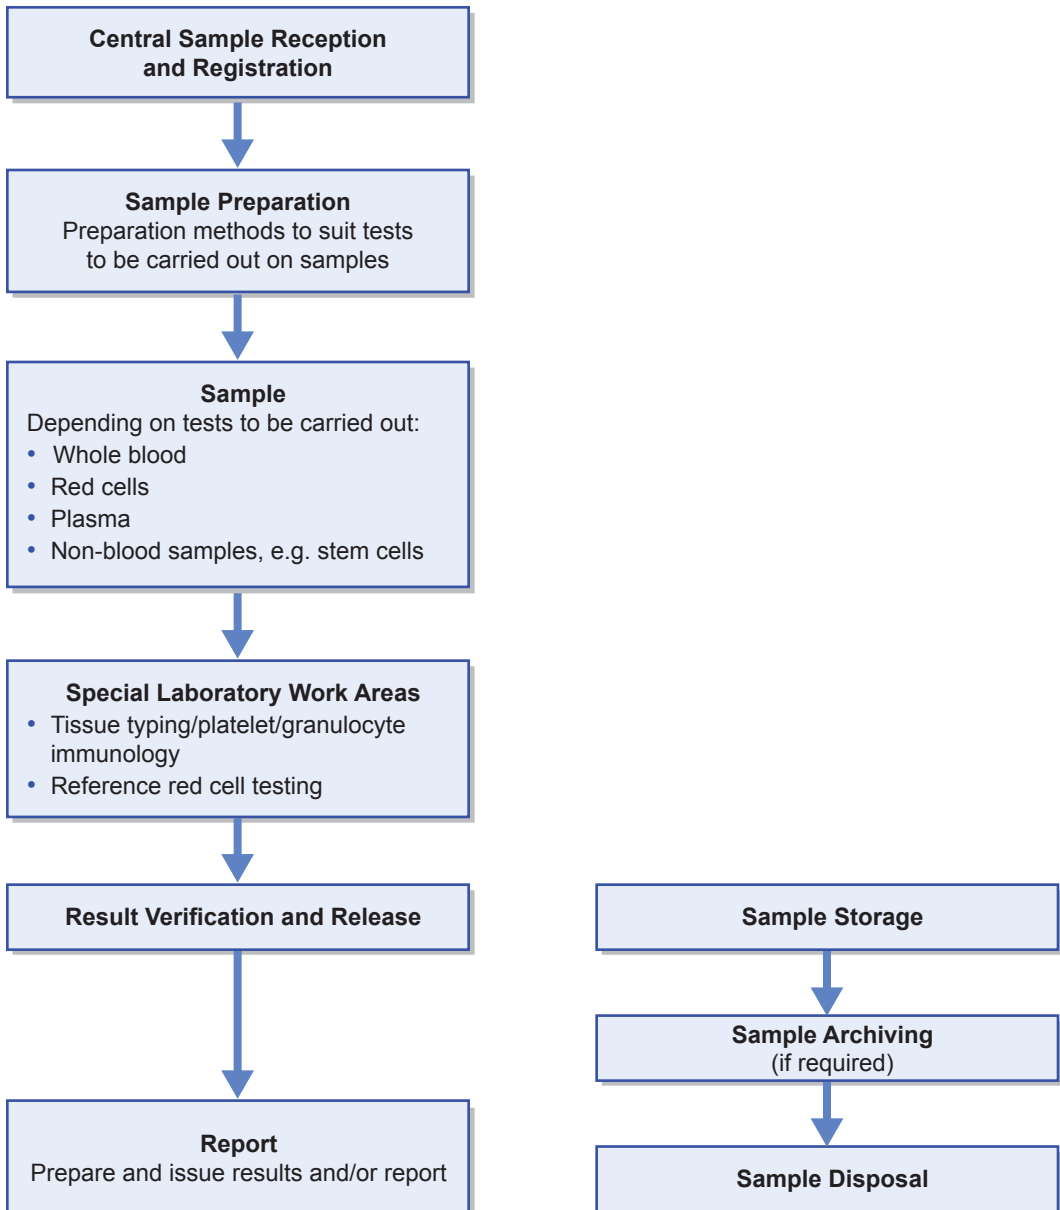 Central Sample Reception
and Registration
Sample Preparation
Preparation methods to suit tests
to be carried out on samples
Sample
Depending on tests to be carried out:
• Whole blood
• Red cells
• Plasma
• Non-blood samples, e.g. stem cells
Special Laboratory Work Areas
• Tissue typing/platelet/granulocyte
immunology
• Reference red cell testing
Result Verification and Release
Report
Prepare and issue results and/or report
Sample Storage
Sample Archiving
(if required)
Sample Disposal